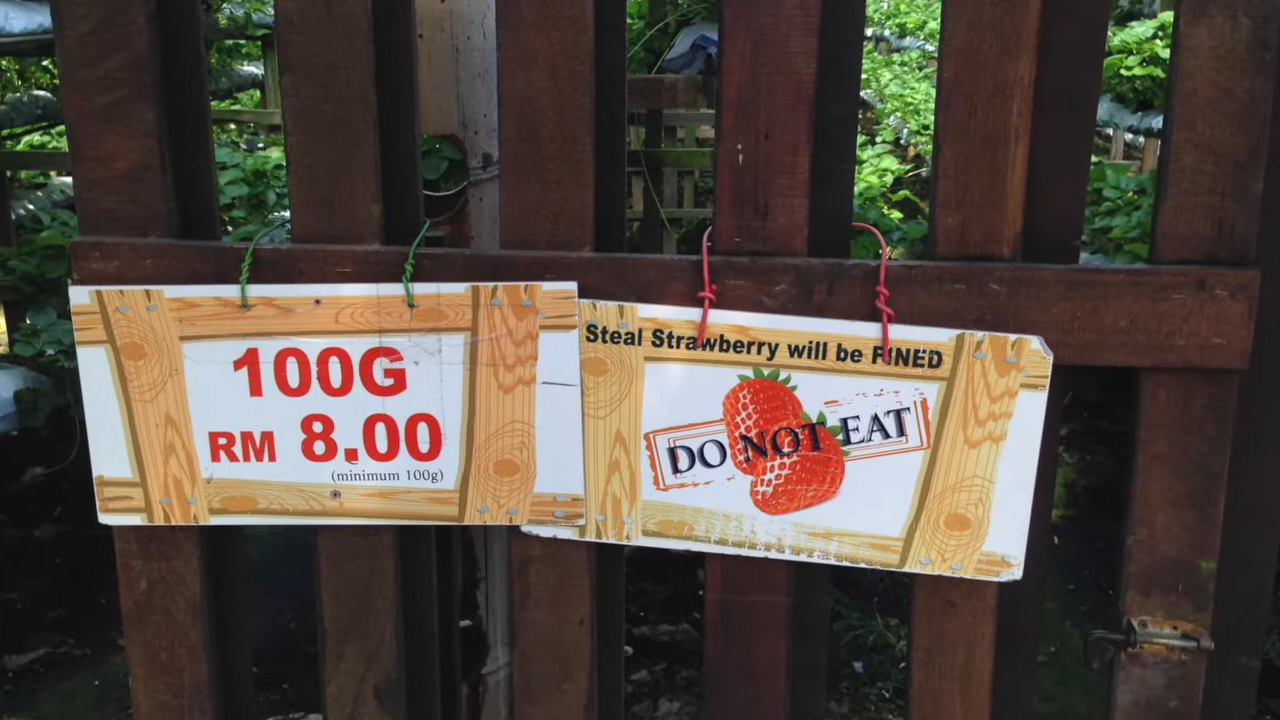 100G
RM 8.00
(minimum 100g)
Steal Strawberry will be FINED
DO NOT EAT